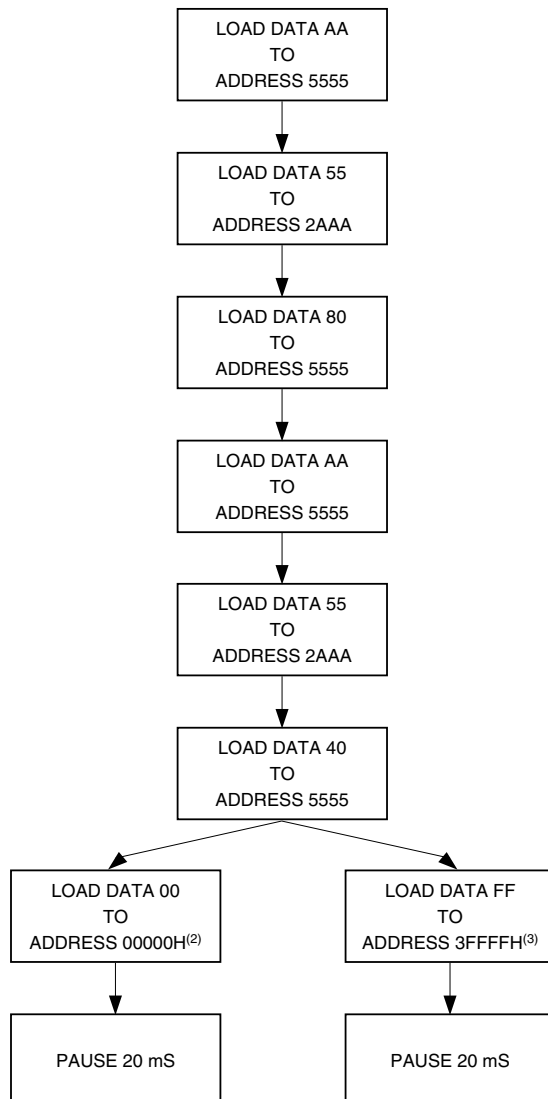 LOAD DATA AA
TO
ADDRESS 5555
LOAD DATA 55
TO
ADDRESS 2AAA
LOAD DATA 80
TO
ADDRESS 5555
LOAD DATA AA
TO
ADDRESS 5555
LOAD DATA 55
TO
ADDRESS 2AAA
LOAD DATA 40
TO
ADDRESS 5555
LOAD DATA 00
TO
ADDRESS 00000H(2)
PAUSE 20 mS
LOAD DATA FF
TO
ADDRESS 3FFFFH(3)
PAUSE 20 mS